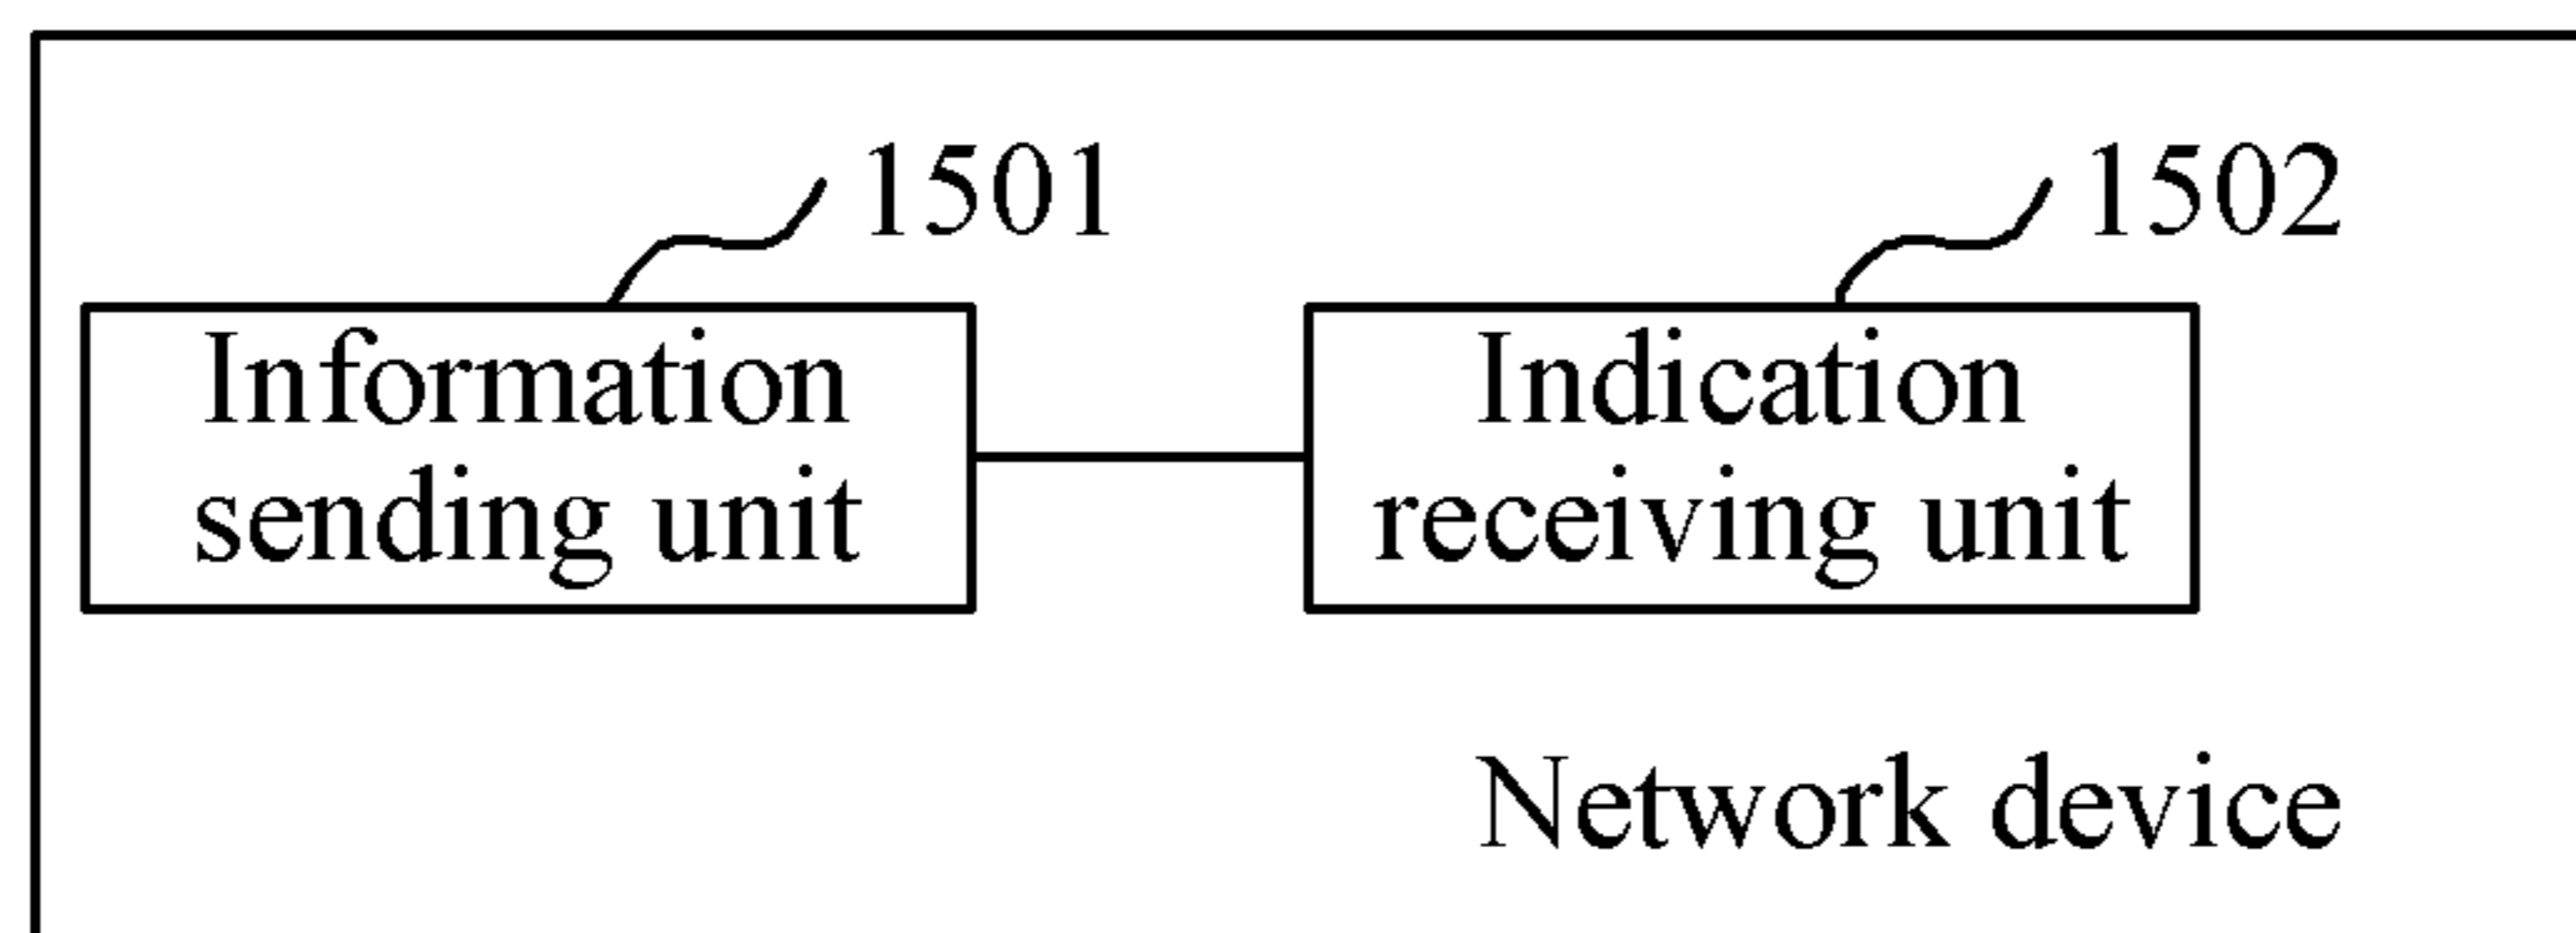 1501
1502
Information
sending unit
Indication
receiving unit
Network device